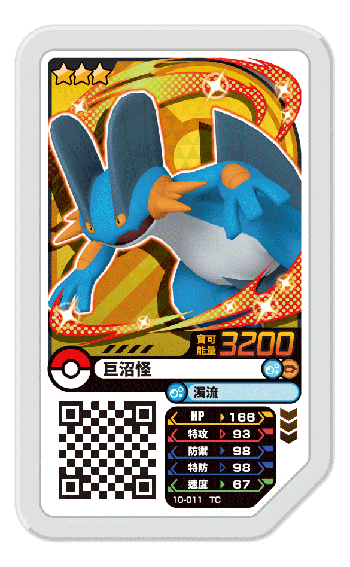 寶可
能量 3200
巨沼怪
濁流
HP 166
特攻 93
防禦 98
特防 98
速度 67
10-011 TC